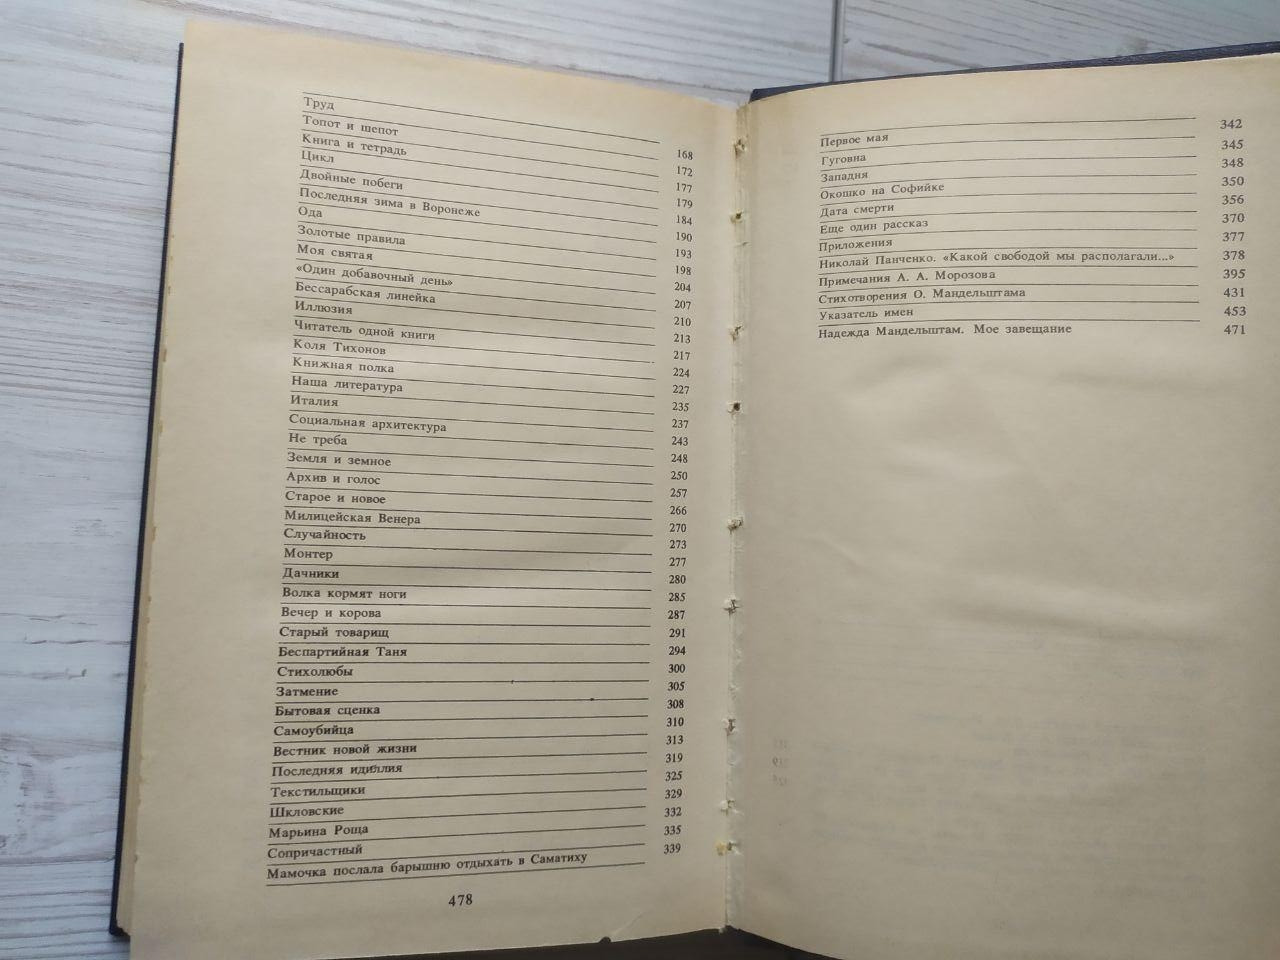 Труд 168
Топот и шепот 172
Книга и тетрадь 177
Цикл 179
Двойные побеги 184
Последняя зима в Воронеже 190
Ода 193
Золотые правила 198
Моя святая 204
«Один добавочный день» 207
Бессарабская линейка 210
Иллюзия 213
Читатель одной книги 217
Коля Тихонов 224
Книжная полка 227
Наша литература 235
Италия 237
Социальная архитектура 243
Не треба 248
Земля и земное 250
Архив и голос 257
Старое и новое 266
Милицейская Венера 270
Случайность 273
Монтер 277
Дачники 280
Волка кормят ноги 285
Вечер и корова 287
Старый товарищ 291
Беспартийная Таня 294
Стихолюбы 300
Затмение 305
Бытовая сценка 308
Самоубийца 310
Вестник новой жизни 313
Последняя идиллия 319
Текстильщики 325
Шкловские 329
Марьина Роща 332
Сопричастный 335
Мамочка послала барышню отдыхать в Саматиху 339
478
Первое мая 342
Гуговна 345
Западня 348
Окошко на Софийке 350
Дата смерти 356
Еще один рассказ 370
Приложения 377
Николай Панченко. «Какой свободой мы располагали...» 378
Примечания А. А. Морозова 395
Стихотворения О. Мандельштама 431
Указатель имен 453
Надежда Мандельштам. Мое завещание 471